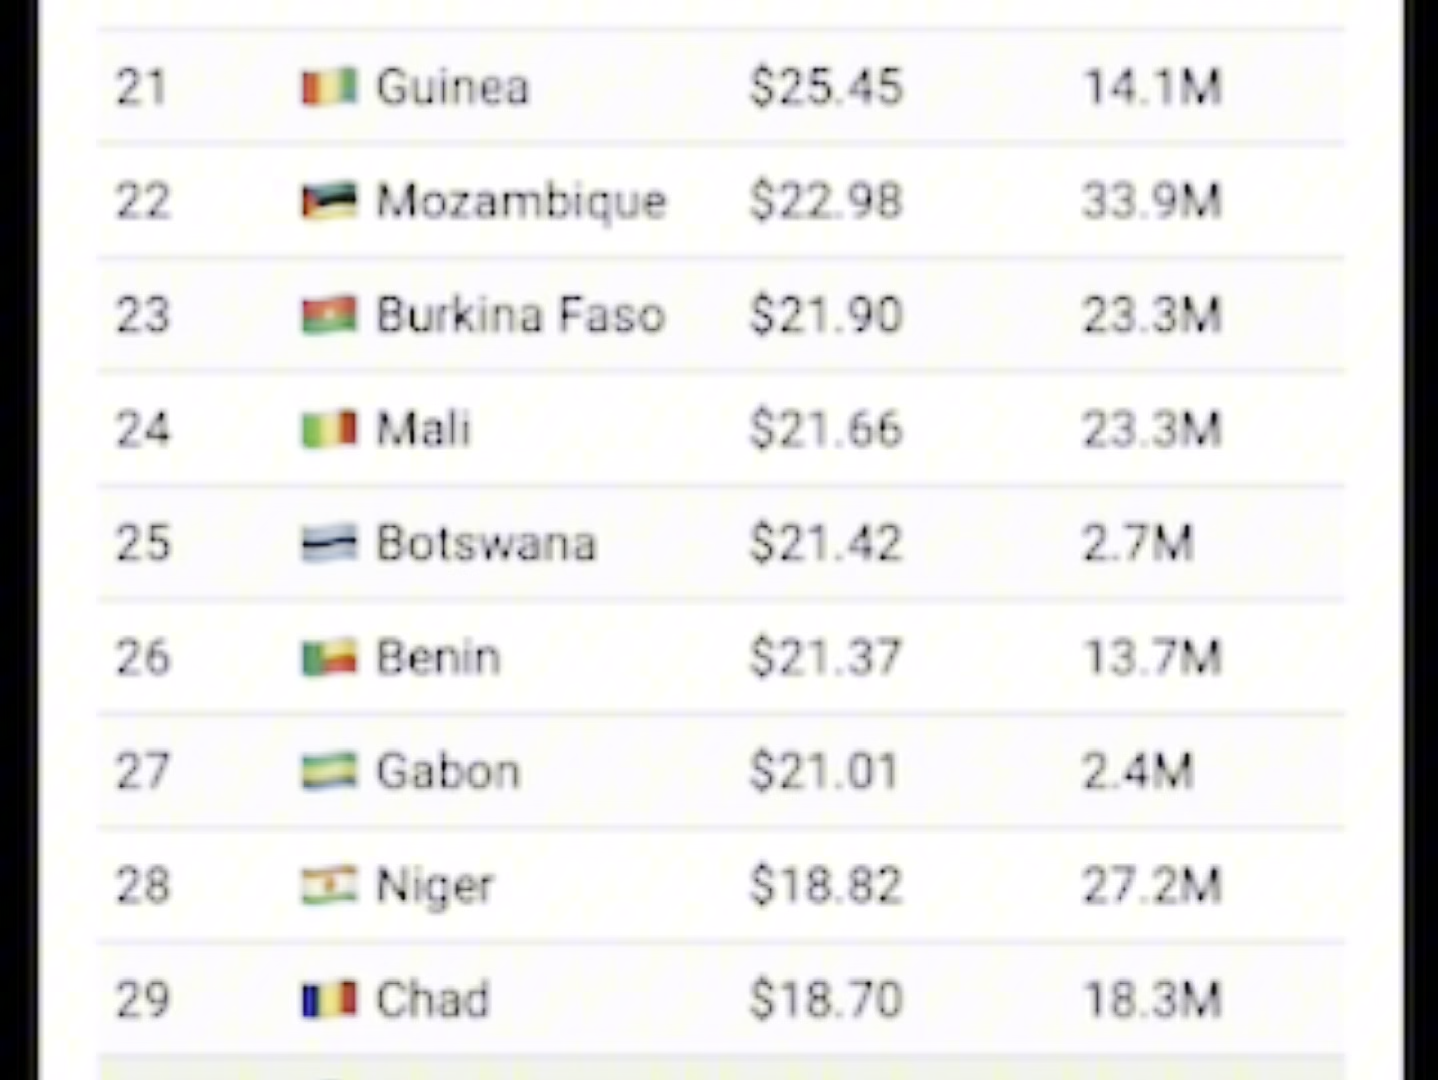 21 Guinea $25.45 14.1M
22 Mozambique $22.98 33.9M
23 Burkina Faso $21.90 23.3M
24 Mali $21.66 23.3M
25 Botswana $21.42 2.7M
26 Benin $21.37 13.7M
27 Gabon $21.01 2.4M
28 Niger $18.82 27.2M
29 Chad $18.70 18.3M